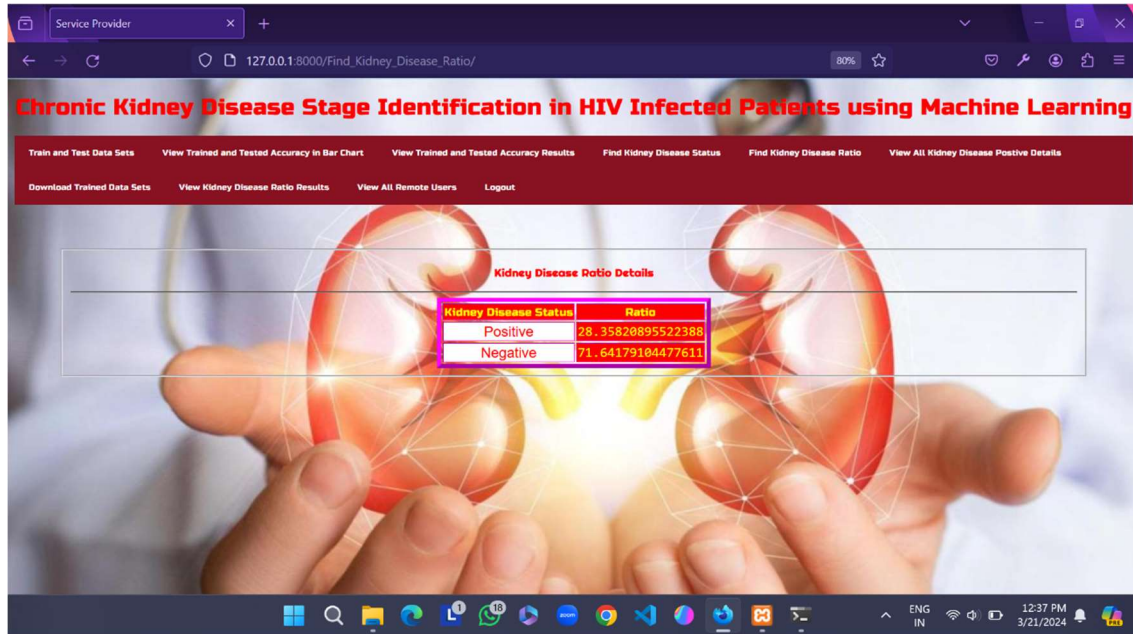 Service Provider
127.0.0.1:8000/Find_Kidney_Disease_Ratio/
80%
Chronic Kidney Disease Stage Identification in HIV Infected Patients using Machine Learning
Train and Test Data Sets View Trained and Tested Accuracy in Bar Chart View Trained and Tested Accuracy Results Find Kidney Disease Status Find Kidney Disease Ratio View All Kidney Disease Postive Details
Download Trained Data Sets View Kidney Disease Ratio Results View All Remote Users Logout
Kidney Disease Ratio Details
Kidney Disease Status Ratio
Positive 28.35820895522388
Negative 71.64179104477611
L 1 18 zoom ENG 12:37 PM
IN 3/21/2024 PRE